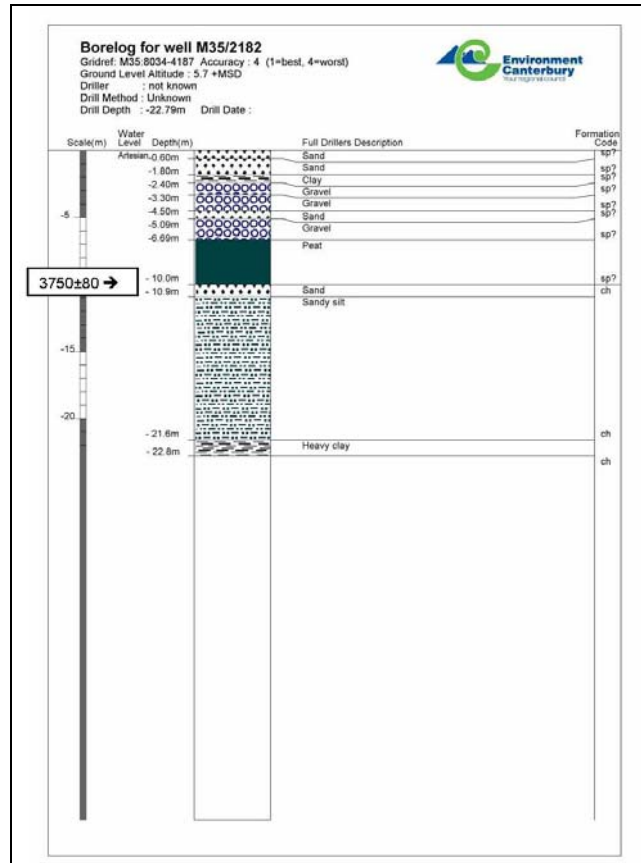 Borelog for well M35/2182
Gridref: M35:8034-4187 Accuracy : 4 (1=best, 4=worst)
Ground Level Altitude : 5.7 +MSD
Driller : not known
Drill Method : Unknown
Drill Depth : -22.79m Drill Date :
Environment
Canterbury
Your regional council
Scale(m) Water Level Depth(m) Full Drillers Description Formation Code
Artesian -0.60m Sand sp?
-1.80m Sand sp?
-2.40m Clay sp?
-3.30m Gravel sp?
-4.50m Gravel sp?
-5 -5.09m Sand sp?
-6.69m Gravel sp?
Peat
3750±80 → - 10.0m sp?
- 10.9m Sand ch
Sandy silt
-15
-20
- 21.6m ch
Heavy clay
- 22.8m ch